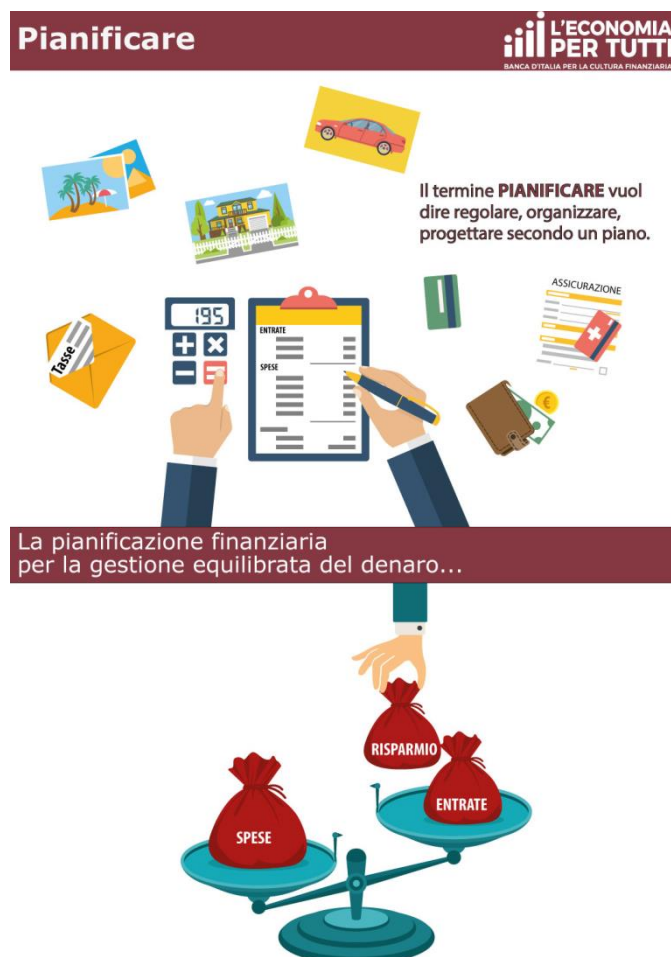 Pianificare
L'ECONOMIA
PER TUTTI
BANCA D'ITALIA PER LA CULTURA FINANZIARIA
Il termine PIANIFICARE vuol
dire regolare, organizzare,
progettare secondo un piano.
ASSICURAZIONE
195
ENTRATE
SPESE
Tasse
€
La pianificazione finanziaria
per la gestione equilibrata del denaro...
RISPARMIO
ENTRATE
SPESE